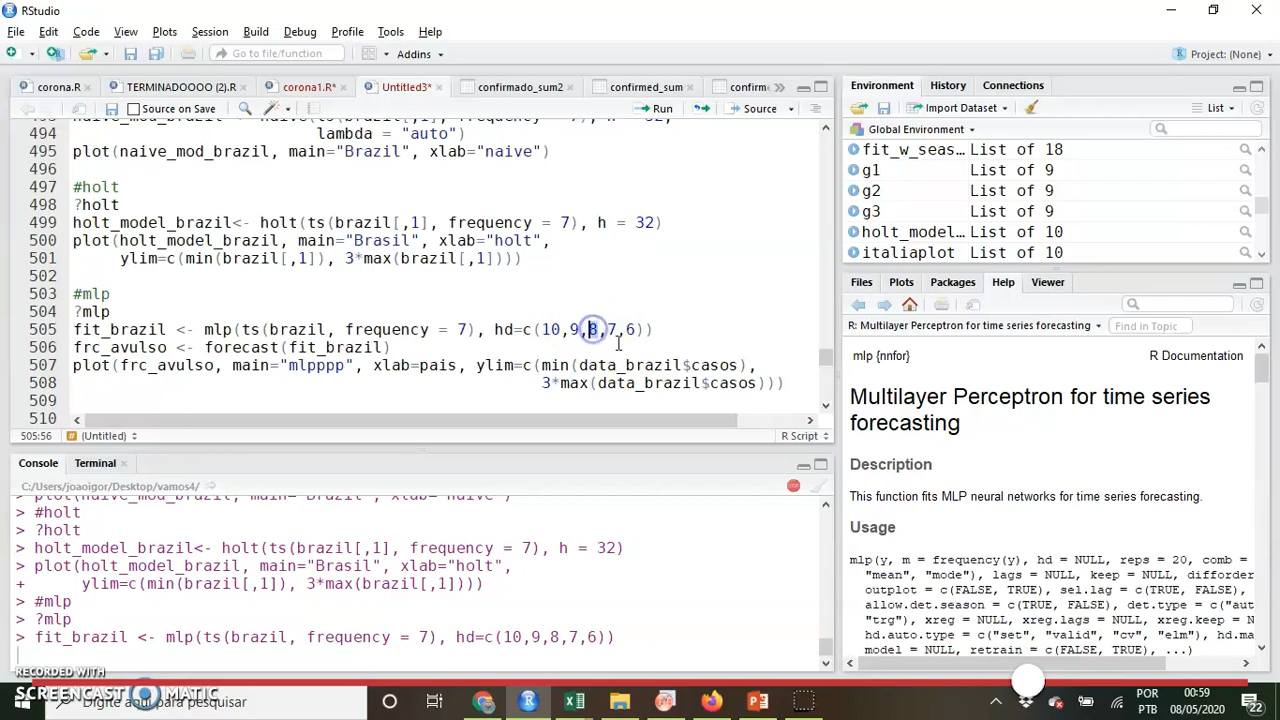 RStudio
File Edit Code View Plots Session Build Debug Profile Tools Help
Go to file/function Addins Project: (None)
corona.R TERMINADOOOO (2).R corona1.R* Untitled3* confirmado_sum2 confirmed_sum confirm
Source on Save Run Source
494 lambda = "auto")
495 plot(naive_mod_brazil, main="Brazil", xlab="naive")
496
497 #holt
498 ?holt
499 holt_model_brazil<- holt(ts(brazil[,1], frequency = 7), h = 32)
500 plot(holt_model_brazil, main="Brasil", xlab="holt",
501 ylim=c(min(brazil[,1]), 3*max(brazil[,1])))
502
503 #mlp
504 ?mlp
505 fit_brazil <- mlp(ts(brazil, frequency = 7), hd=c(10,9,8,7,6))
506 frc_avulso <- forecast(fit_brazil)
507 plot(frc_avulso, main="mlpppp", xlab=pais, ylim=c(min(data_brazil$casos),
508 3*max(data_brazil$casos)))
509
510
505:56 (Untitled) R Script
Console Terminal
C:/Users/joaoigor/Desktop/vamos4/
> plot(naive_mod_brazil, main="Brazil", xlab="naive")
> #holt
> ?holt
> holt_model_brazil<- holt(ts(brazil[,1], frequency = 7), h = 32)
> plot(holt_model_brazil, main="Brasil", xlab="holt",
+ ylim=c(min(brazil[,1]), 3*max(brazil[,1])))
> #mlp
> ?mlp
> fit_brazil <- mlp(ts(brazil, frequency = 7), hd=c(10,9,8,7,6))
Environment History Connections
Import Dataset List
Global Environment
fit_w_seas… List of 18
g1 List of 9
g2 List of 9
g3 List of 9
holt_model… List of 10
italiaplot List of 10
Files Plots Packages Help Viewer
R: Multilayer Perceptron for time series forecasting Find in Topic
mlp {nnfor} R Documentation
Multilayer Perceptron for time series
forecasting
Description
This function fits MLP neural networks for time series forecasting.
Usage
mlp(y, m = frequency(y), hd = NULL, reps = 20, comb =
"mean", "mode"), lags = NULL, keep = NULL, difforder
outplot = c(FALSE, TRUE), sel.lag = c(TRUE, FALSE),
allow.det.season = c(TRUE, FALSE), det.type = c("aut
"trg"), xreg = NULL, xreg.lags = NULL, xreg.keep = N
hd.auto.type = c("set", "valid", "cv", "elm"), hd.ma
model = NULL, retrain = c(FALSE, TRUE), ...)
RECORDED WITH
SCREENCAST MATIC
Digite aqui para pesquisar
POR
PTB
00:59
08/05/2020
22